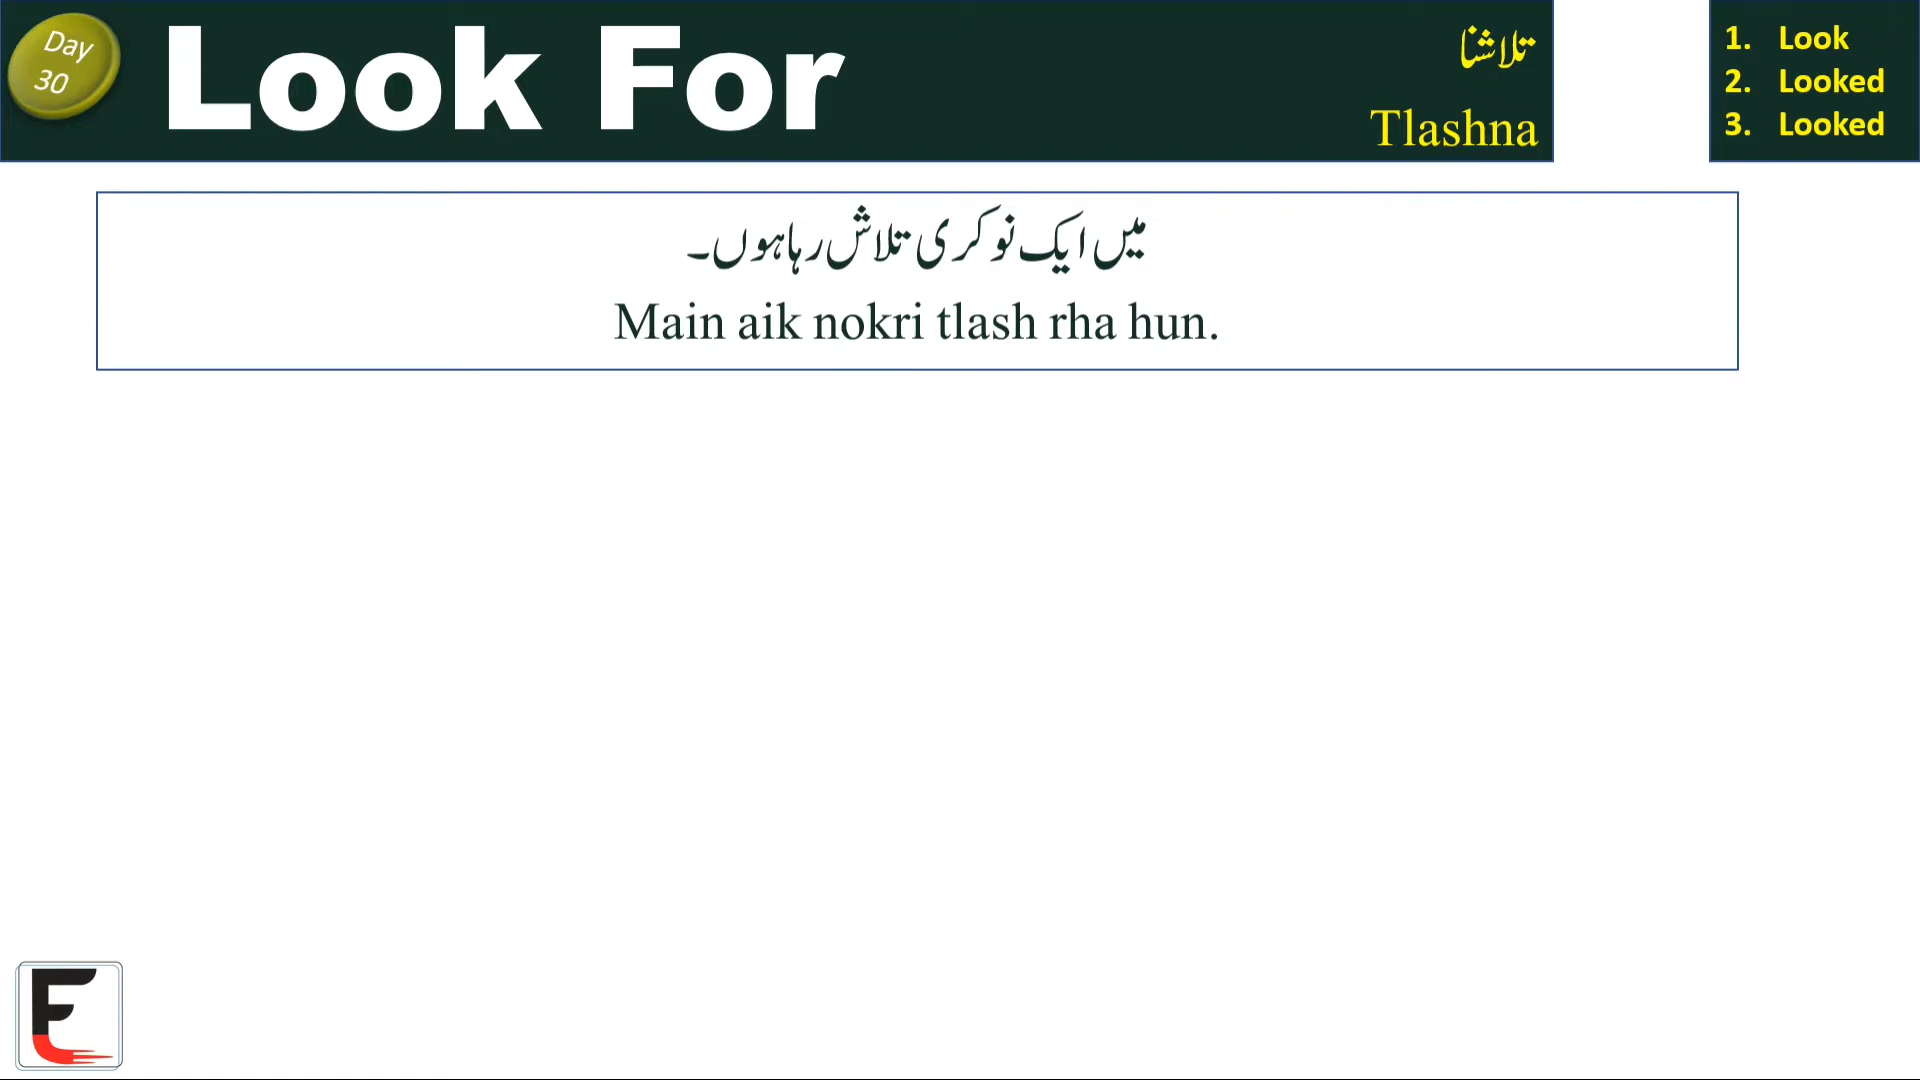 Day
30
Look For
تلاشنا
Tlashna
1. Look
2. Looked
3. Looked
میں ایک نوکری تلاش رہا ہوں۔
Main aik nokri tlash rha hun.